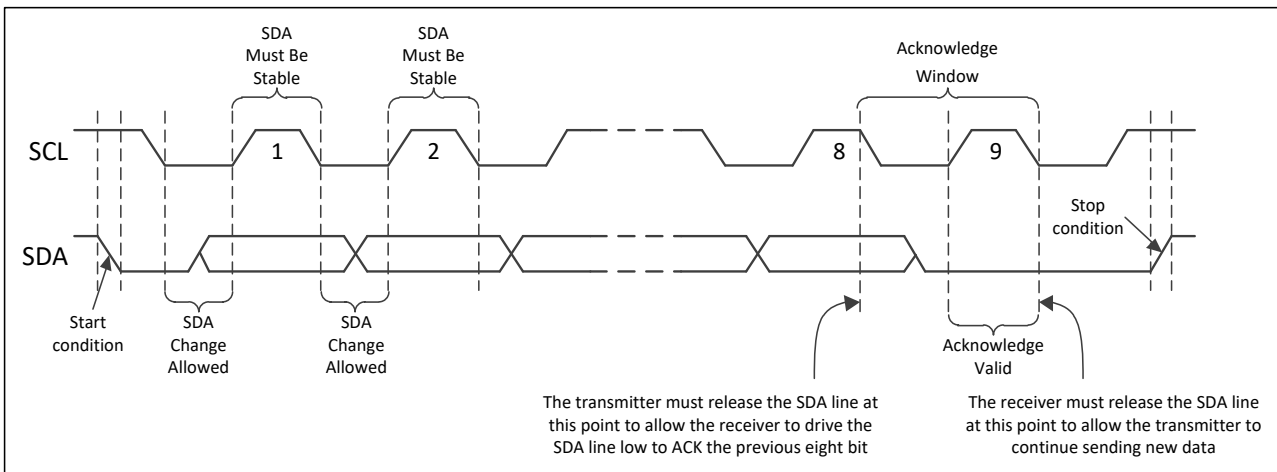 SDA
Must Be
Stable
SDA
Must Be
Stable
Acknowledge
Window
SCL
1
2
8
9
SDA
Stop
condition
Start
condition
SDA
Change
Allowed
SDA
Change
Allowed
Acknowledge
Valid
The transmitter must release the SDA line at
this point to allow the receiver to drive the
SDA line low to ACK the previous eight bit
The receiver must release the SDA line
at this point to allow the transmitter to
continue sending new data